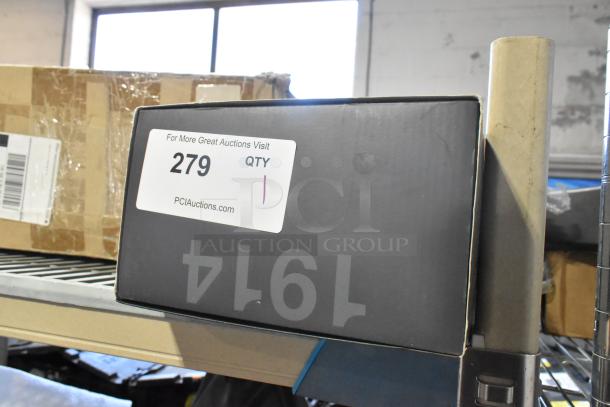 For More Great Auctions Visit
279
QTY
1
PCIAuctions.com
PCI
AUCTION GROUP
1914